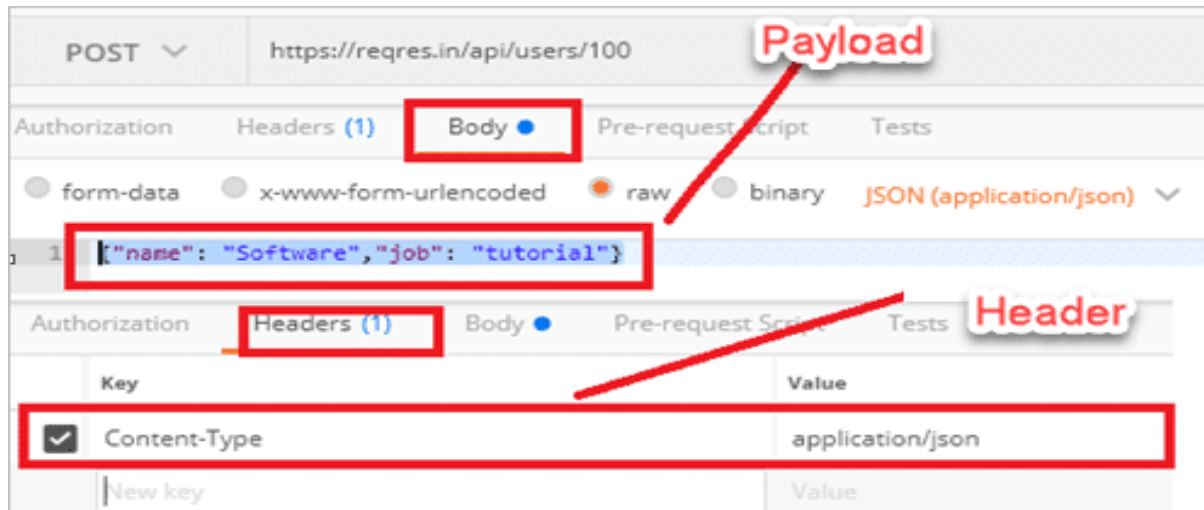 POST https://reqres.in/api/users/100 Payload
Authorization Headers (1) Body Pre-request Script Tests
form-data x-www-form-urlencoded raw binary JSON (application/json)
1 {"name": "Software","job": "tutorial"}
Authorization Headers (1) Body Pre-request Script Tests Header
Key Value
Content-Type application/json
New key Value